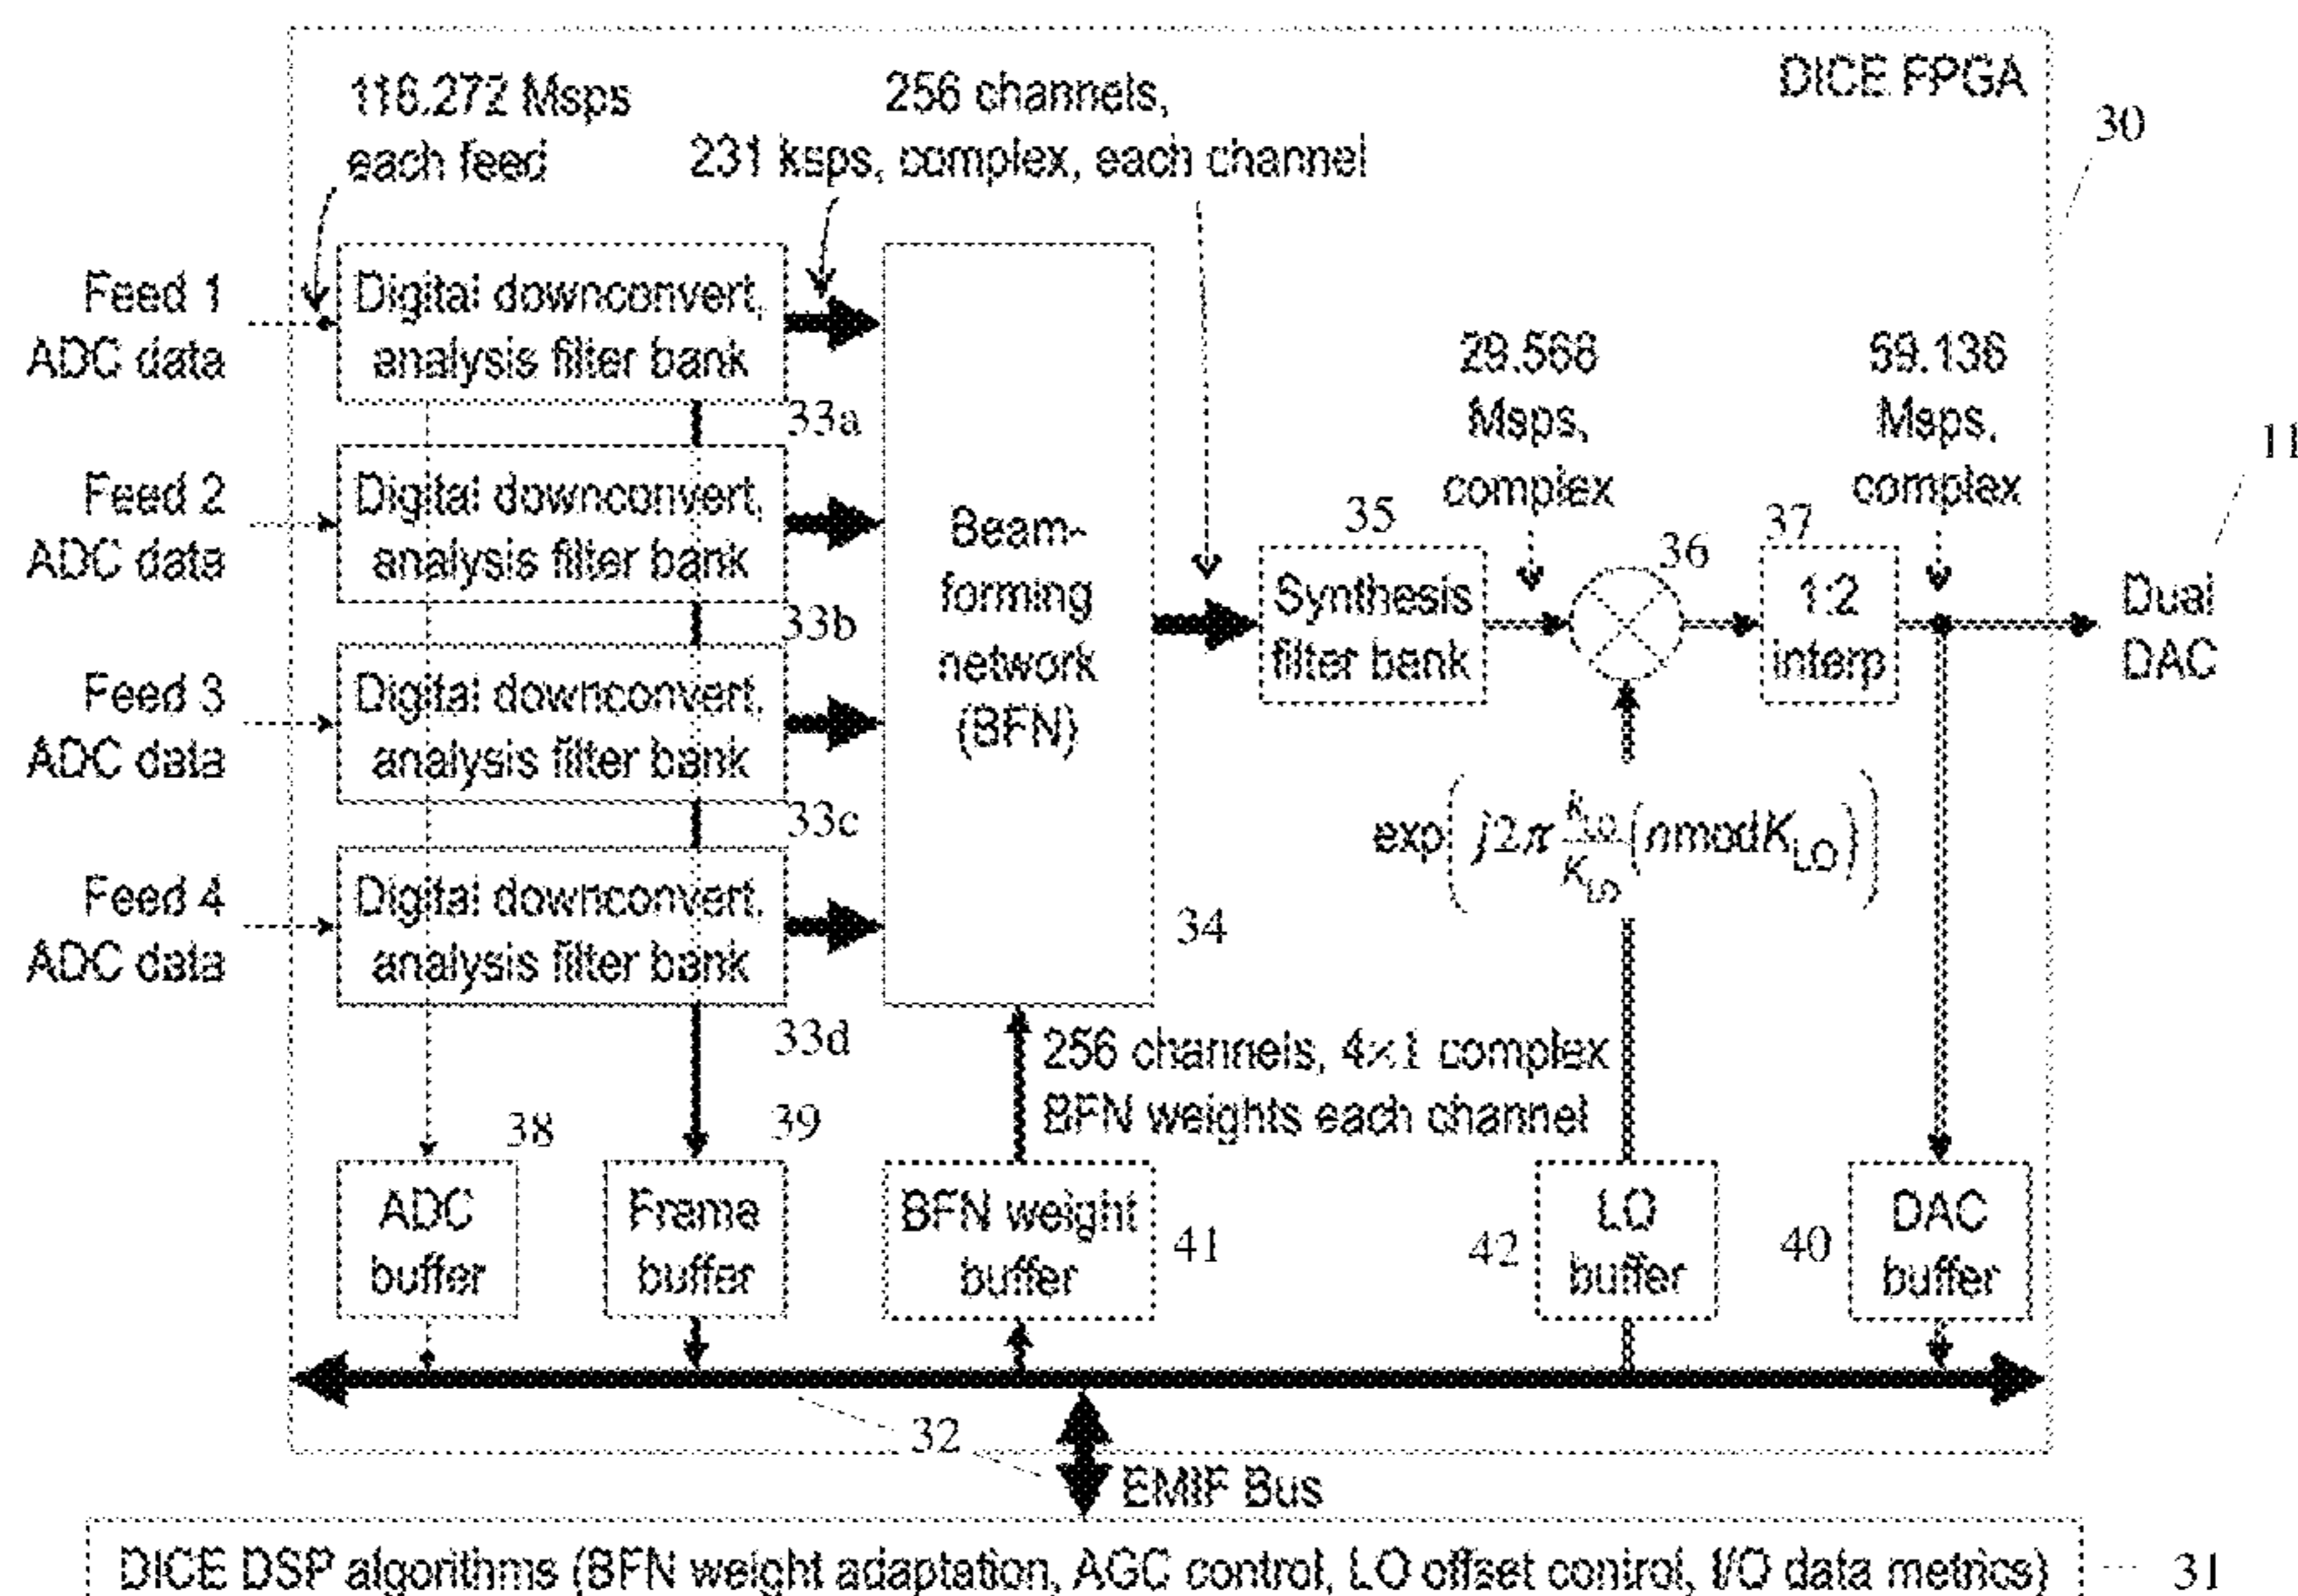 DICE FPGA
30
118.272 Msps
each feed
256 channels,
231 ksps, complex, each channel
Feed 1
ADC data
Digital downconvert,
analysis filter bank
33a
Feed 2
ADC data
Digital downconvert,
analysis filter bank
33b
Feed 3
ADC data
Digital downconvert,
analysis filter bank
33c
Feed 4
ADC data
Digital downconvert,
analysis filter bank
33d
Beam-
forming
network
(BFN)
34
35
Synthesis
filter bank
29.568
Msps,
complex
36
37
1:2
interp
59.136
Msps,
complex
11
Dual
DAC
exp(j2π k_LO/K_LO (nmodK_LO))
256 channels, 4×1 complex
BFN weights each channel
38
ADC
buffer
39
Frame
buffer
BFN weight
buffer
41
42
LO
buffer
40
DAC
buffer
32
EMIF Bus
DICE DSP algorithms (BFN weight adaptation, AGC control, LO offset control, I/O data metrics)
31